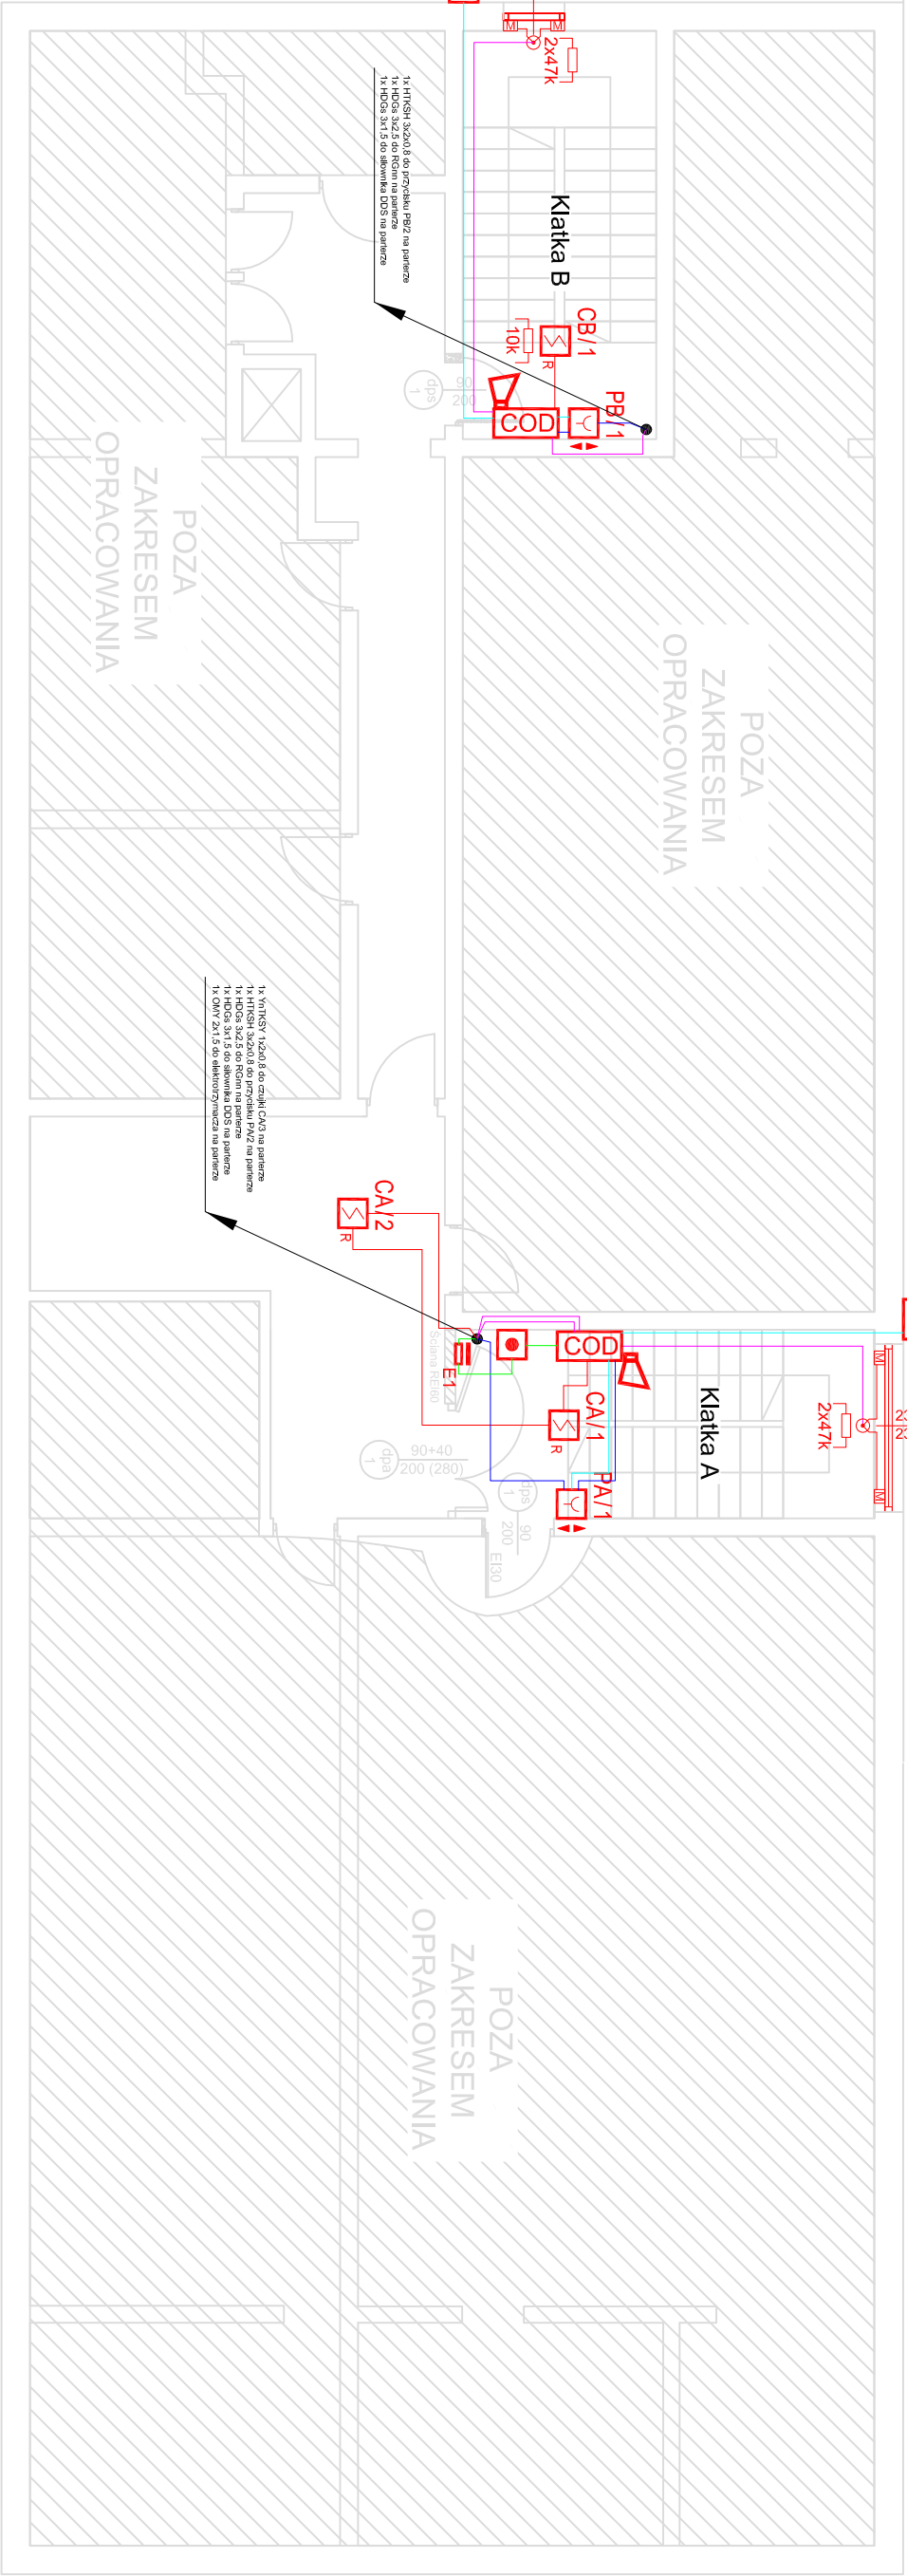 2x47k
M
M
1x HTKSH 3x2x0,8 do przycisku PB/2 na parterze
1x HDGs 3x2,5 do RGnn na parterze
1x HDGs 3x1,5 do siłownika DDS na parterze
Klatka B
CB/1
R
10k
PB/1
COD
dps
1
90
200
POZA
ZAKRESEM
OPRACOWANIA
POZA
ZAKRESEM
OPRACOWANIA
1x YnTKSY 1x2x0,8 do czujki CA/3 na parterze
1x HTKSH 3x2x0,8 do przycisku PA/2 na parterze
1x HDGs 3x2,5 do RGnn na parterze
1x HDGs 3x1,5 do siłownika DDS na parterze
1x OMY 2x1,5 do elektrotrzymacza na parterze
CA/2
R
Ściana REI60
E1
COD
CA/1
R
PA/1
Klatka A
2x47k
M
M
dpa
1
90+40
200 (280)
dps
1
90
200
EI30
POZA
ZAKRESEM
OPRACOWANIA